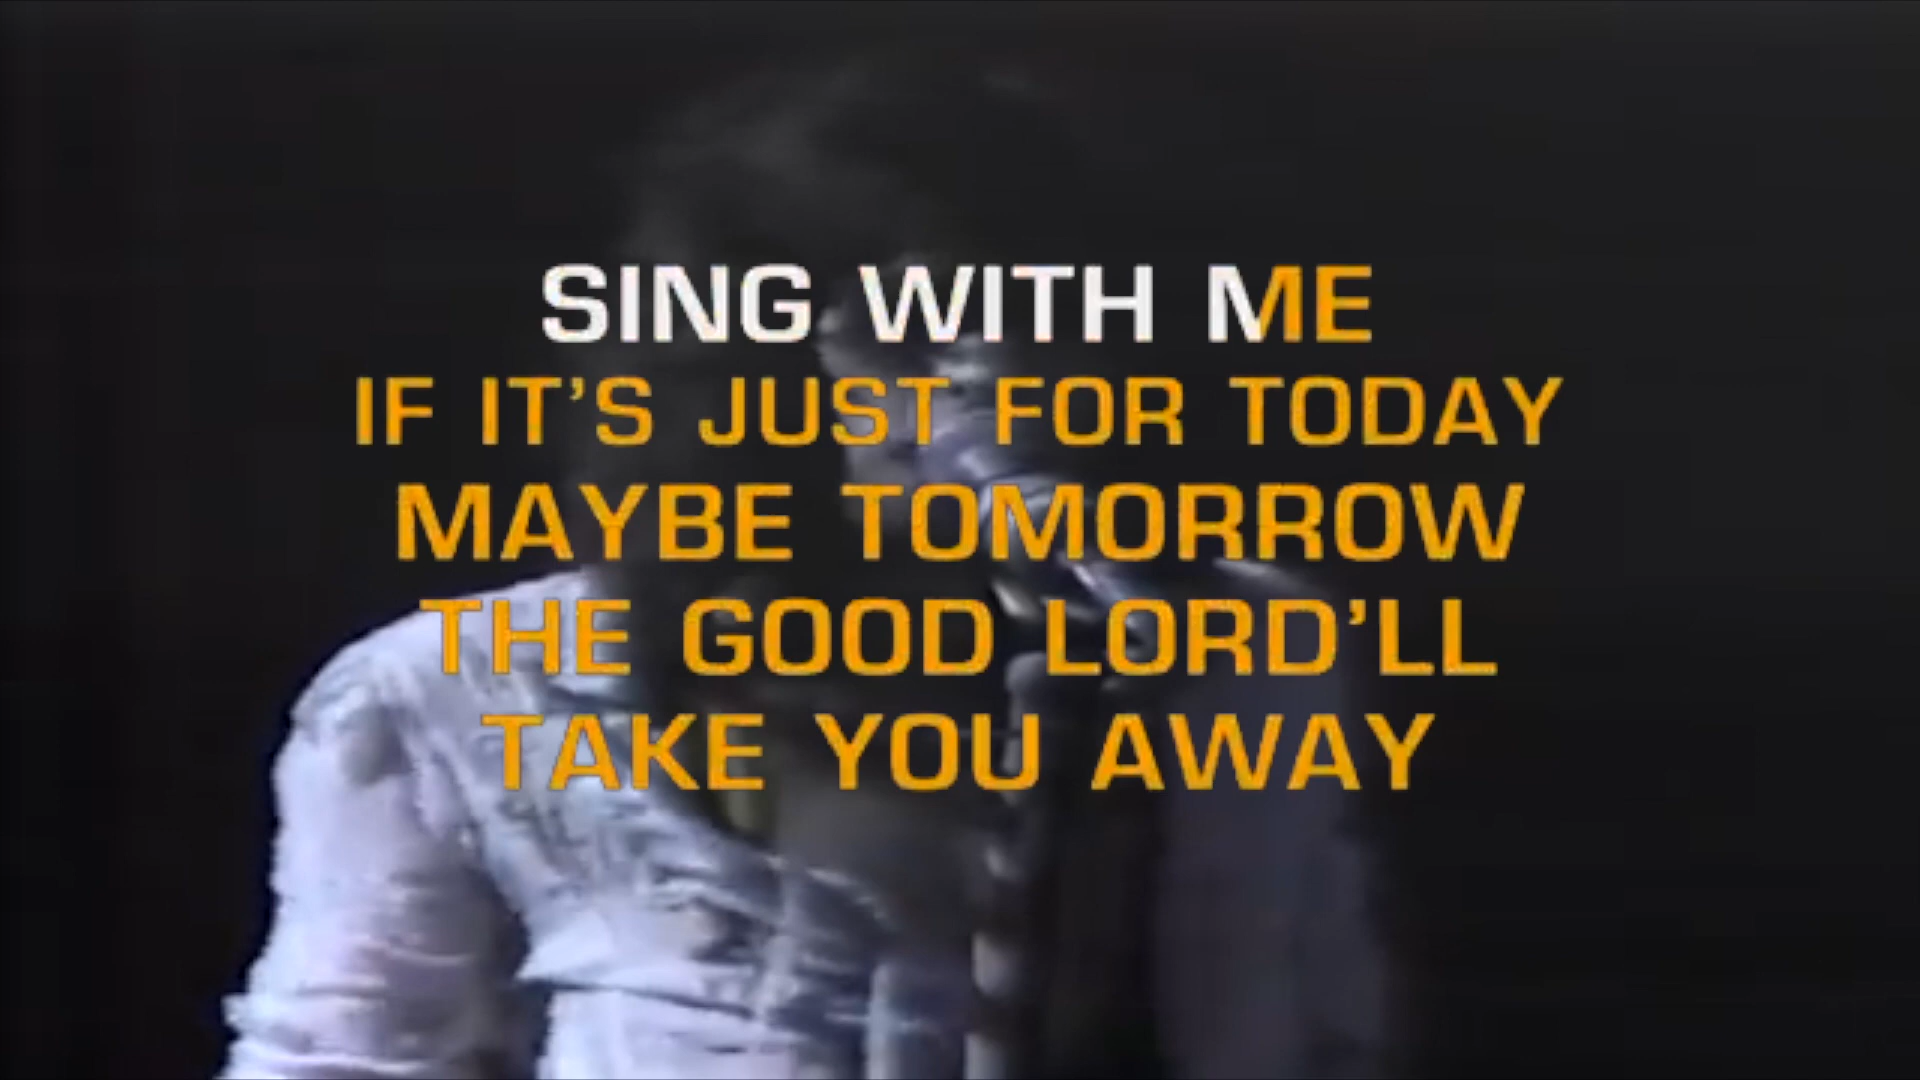 SING WITH ME
IF IT'S JUST FOR TODAY
MAYBE TOMORROW
THE GOOD LORD'LL
TAKE YOU AWAY